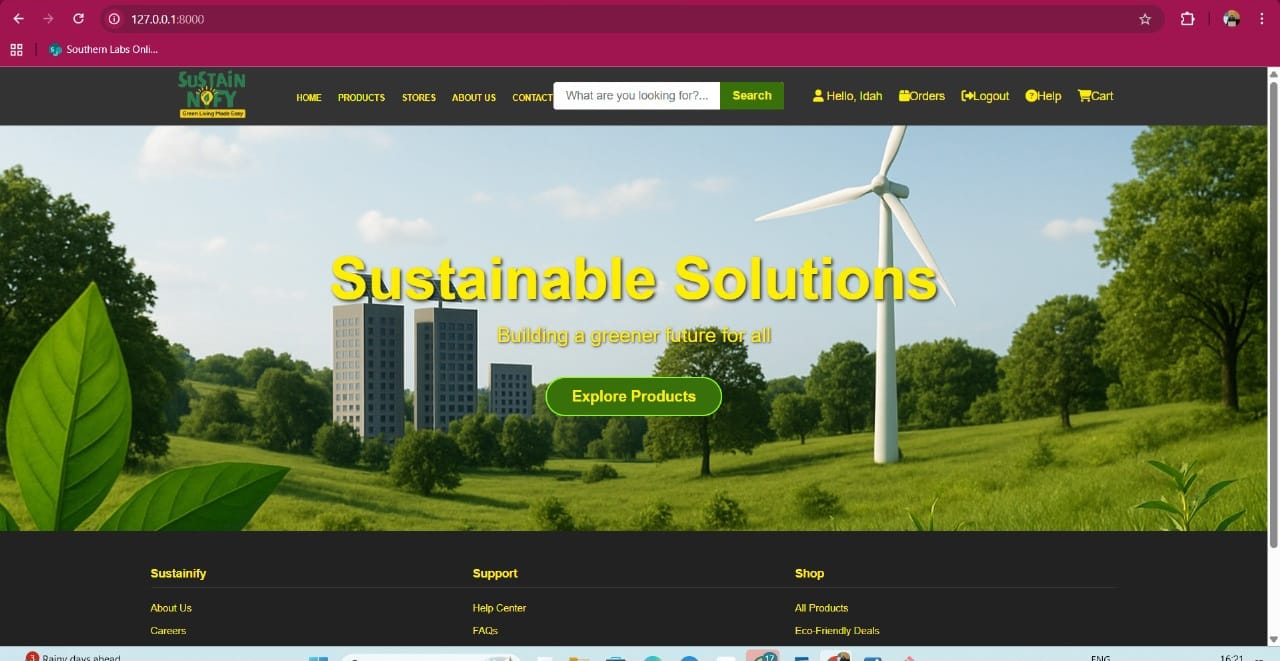 127.0.0.1:8000
Southern Labs Onli...
SUSTAIN
NOFY
Green Living Made Easy
HOME PRODUCTS STORES ABOUT US CONTACT
What are you looking for?... Search
Hello, Idah Orders Logout Help Cart
Sustainable Solutions
Building a greener future for all
Explore Products
Sustainify Support Shop
About Us Help Center All Products
Careers FAQs Eco-Friendly Deals
3 Rainy days ahead 17 ENG 16:21